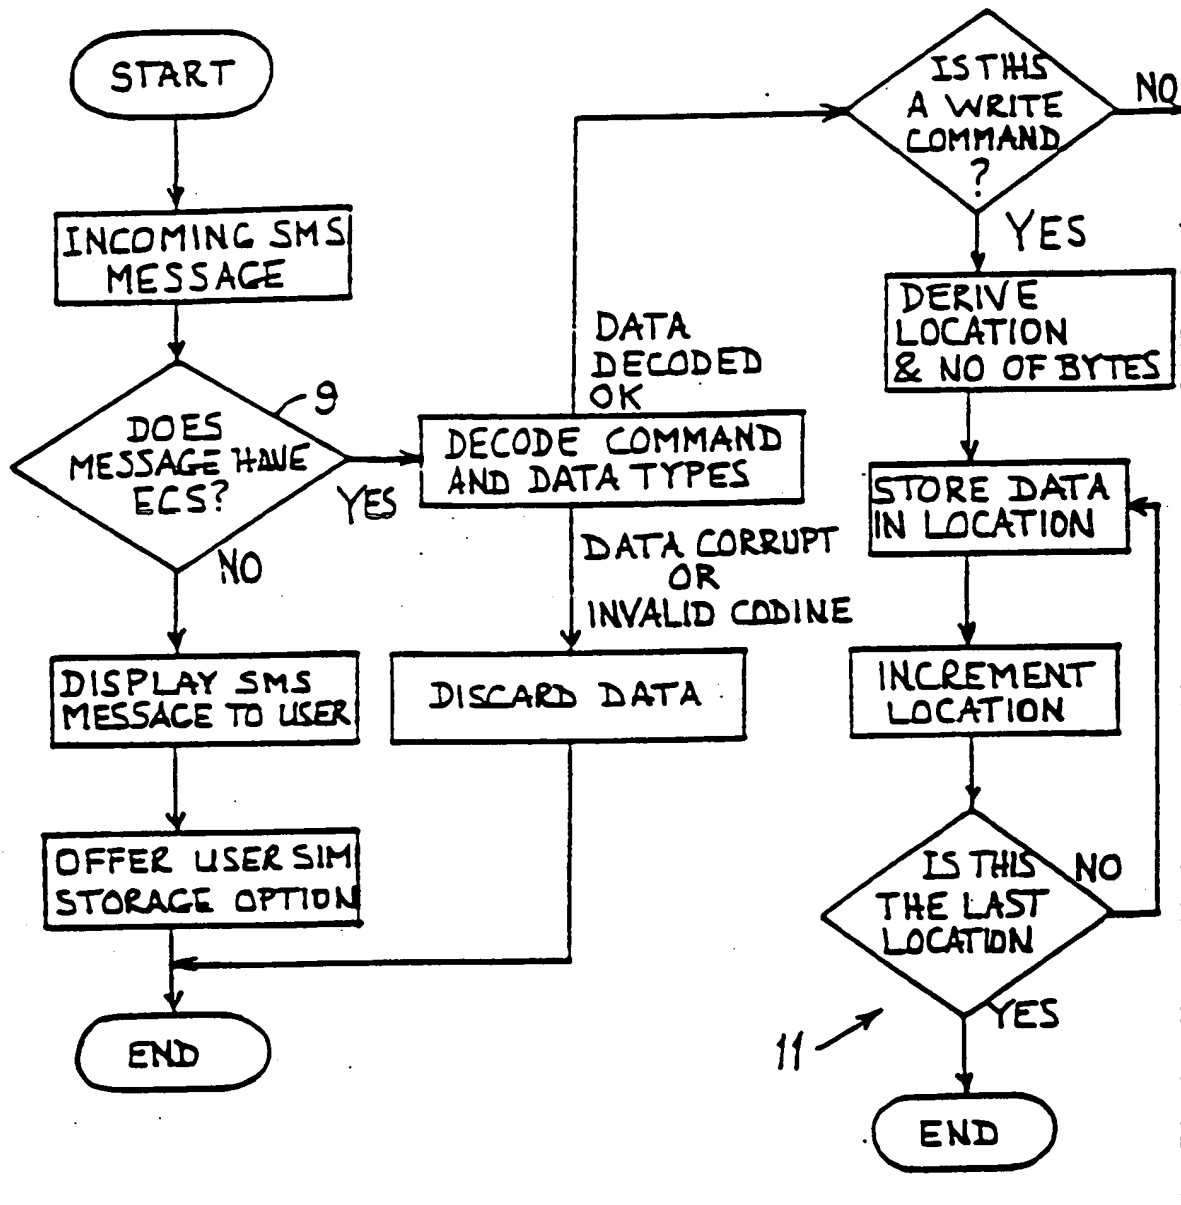 START
INCOMING SMS
MESSAGE
9
DOES
MESSAGE HAVE
ECS?
YES
NO
DISPLAY SMS
MESSAGE TO USER
OFFER USER SIM
STORAGE OPTION
END
DATA
DECODED
OK
DECODE COMMAND
AND DATA TYPES
DATA CORRUPT
OR
INVALID CODINE
DISCARD DATA
IS THIS
A WRITE
COMMAND
?
NO
YES
DERIVE
LOCATION
& NO OF BYTES
STORE DATA
IN LOCATION
INCREMENT
LOCATION
IS THIS
THE LAST
LOCATION
NO
YES
11
END